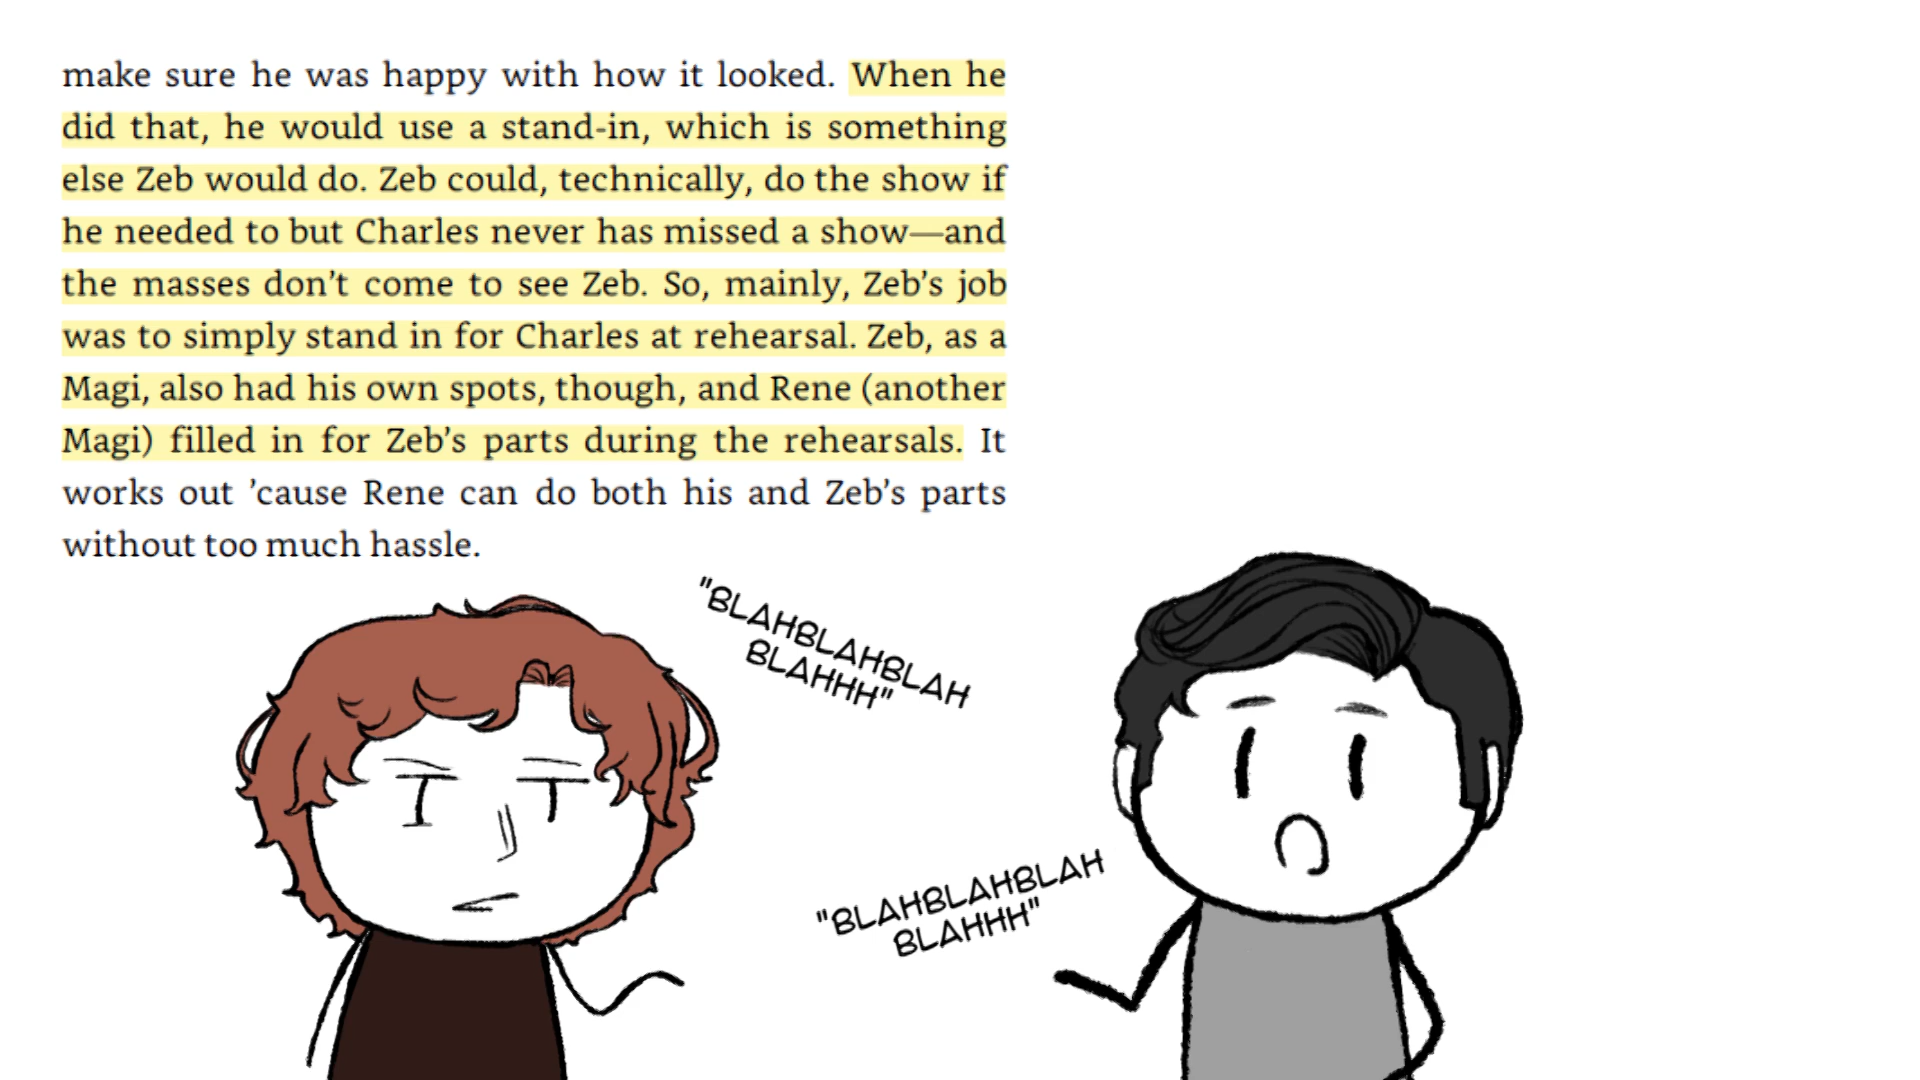 make sure he was happy with how it looked. When he
did that, he would use a stand-in, which is something
else Zeb would do. Zeb could, technically, do the show if
he needed to but Charles never has missed a show—and
the masses don’t come to see Zeb. So, mainly, Zeb’s job
was to simply stand in for Charles at rehearsal. Zeb, as a
Magi, also had his own spots, though, and Rene (another
Magi) filled in for Zeb’s parts during the rehearsals. It
works out ’cause Rene can do both his and Zeb’s parts
without too much hassle.
"BLAHBLAHBLAH
BLAHHH"
"BLAHBLAHBLAH
BLAHHH"